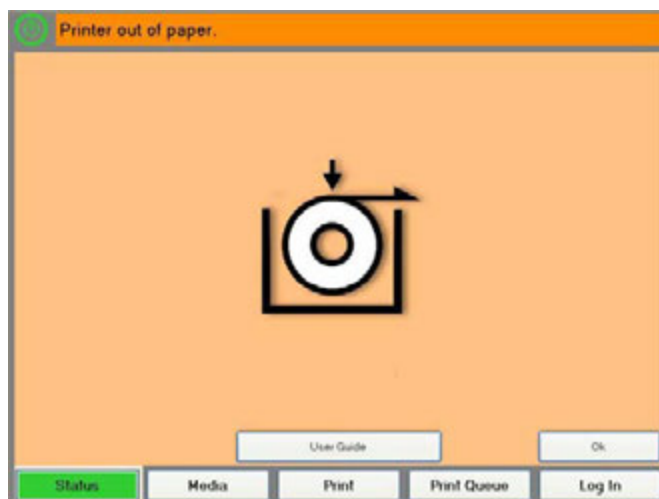 Printer out of paper.
User Guide
Ok
Status
Media
Print
Print Queue
Log In